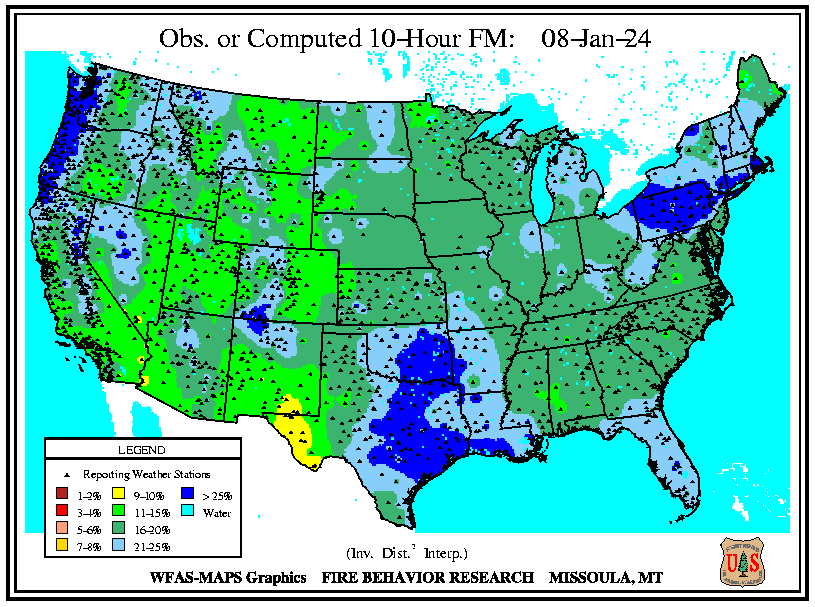 Obs. or Computed 10-Hour FM: 08-Jan-24
LEGEND
Reporting Weather Stations
1-2% 9-10% > 25%
3-4% 11-15% Water
5-6% 16-20%
7-8% 21-25%
(Inv. Dist.² Interp.)
WFAS-MAPS Graphics FIRE BEHAVIOR RESEARCH MISSOULA, MT
U S